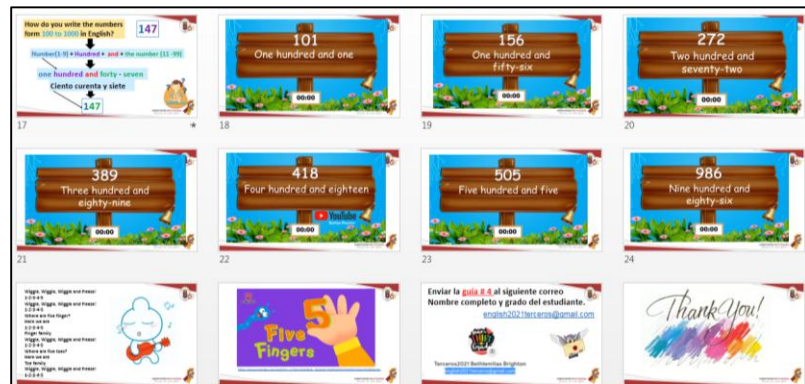 How do you write the numbers
form 100 to 1000 in English?
147
Number(1-9) + Hundred + and + the number (11 -99)
one hundred and forty – seven
Ciento curenta y siete
147
17
101
One hundred and one
00:00
18
156
One hundred and
fifty-six
00:00
19
272
Two hundred and
seventy-two
00:00
20
389
Three hundred and
eighty-nine
00:00
21
418
Four hundred and eighteen
YouTube
00:00
22
505
Five hundred and five
00:00
23
986
Nine hundred and
eighty-six
00:00
24
Wiggle, Wiggle, Wiggle and freeze!
1-2-3-4-5
Wiggle, Wiggle, Wiggle and freeze!
1-2-3-4-5
Where are five finger?
Here we are
1-2-3-4-5
Finger family
Wiggle, Wiggle, Wiggle and freeze!
1-2-3-4-5
Where are five toes?
Here we are
Toe family
Wiggle, Wiggle, Wiggle and freeze!
1-2-3-4-5
5
Five
Fingers
Enviar la guía # 4 al siguiente correo
Nombre completo y grado del estudiante.
english2021terceros@gmail.com
Terceros2021 Bethlemitas Brighton
english2021terceros@gmail.com
Thank You!